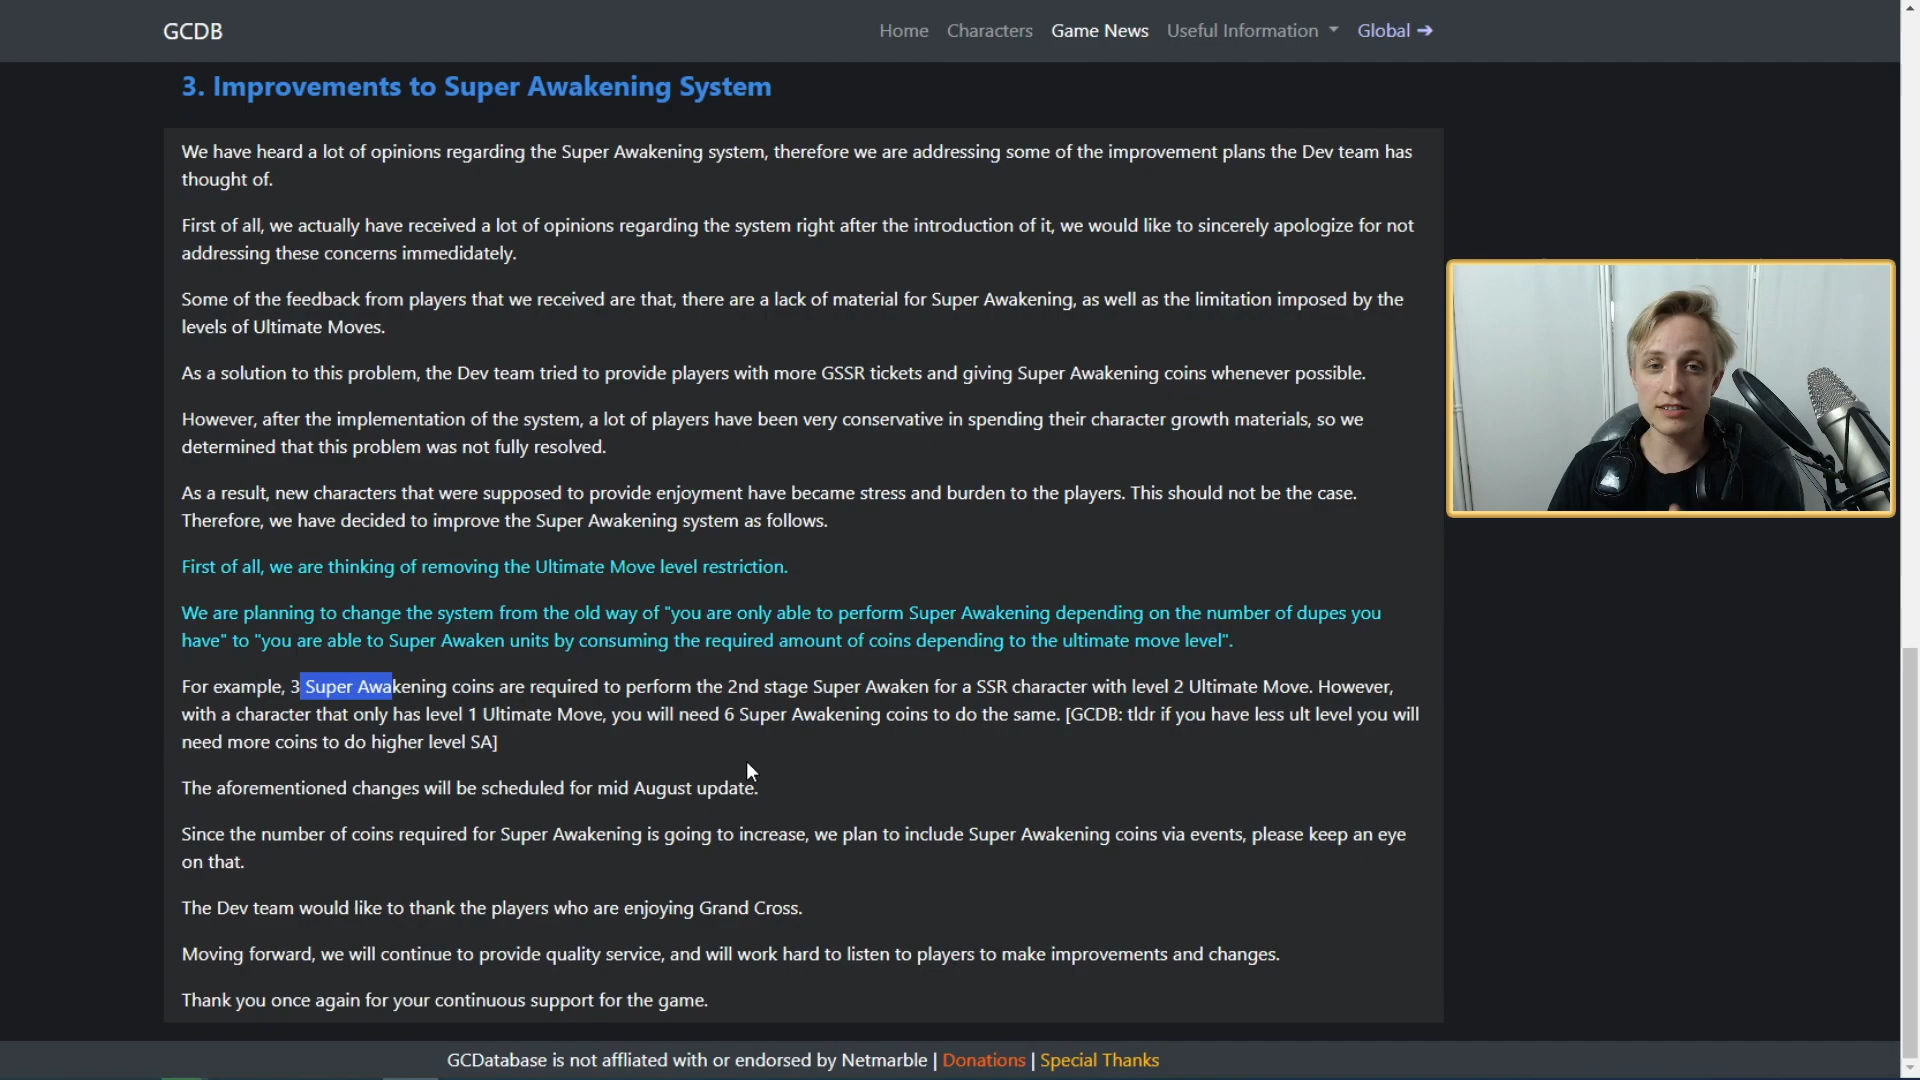 GCDB
Home Characters Game News Useful Information Global →
3. Improvements to Super Awakening System
We have heard a lot of opinions regarding the Super Awakening system, therefore we are addressing some of the improvement plans the Dev team has
thought of.
First of all, we actually have received a lot of opinions regarding the system right after the introduction of it, we would like to sincerely apologize for not
addressing these concerns immedidately.
Some of the feedback from players that we received are that, there are a lack of material for Super Awakening, as well as the limitation imposed by the
levels of Ultimate Moves.
As a solution to this problem, the Dev team tried to provide players with more GSSR tickets and giving Super Awakening coins whenever possible.
However, after the implementation of the system, a lot of players have been very conservative in spending their character growth materials, so we
determined that this problem was not fully resolved.
As a result, new characters that were supposed to provide enjoyment have became stress and burden to the players. This should not be the case.
Therefore, we have decided to improve the Super Awakening system as follows.
First of all, we are thinking of removing the Ultimate Move level restriction.
We are planning to change the system from the old way of "you are only able to perform Super Awakening depending on the number of dupes you
have" to "you are able to Super Awaken units by consuming the required amount of coins depending to the ultimate move level".
For example, 3 Super Awakening coins are required to perform the 2nd stage Super Awaken for a SSR character with level 2 Ultimate Move. However,
with a character that only has level 1 Ultimate Move, you will need 6 Super Awakening coins to do the same. [GCDB: tldr if you have less ult level you will
need more coins to do higher level SA]
The aforementioned changes will be scheduled for mid August update.
Since the number of coins required for Super Awakening is going to increase, we plan to include Super Awakening coins via events, please keep an eye
on that.
The Dev team would like to thank the players who are enjoying Grand Cross.
Moving forward, we will continue to provide quality service, and will work hard to listen to players to make improvements and changes.
Thank you once again for your continuous support for the game.
GCDatabase is not affliated with or endorsed by Netmarble | Donations | Special Thanks